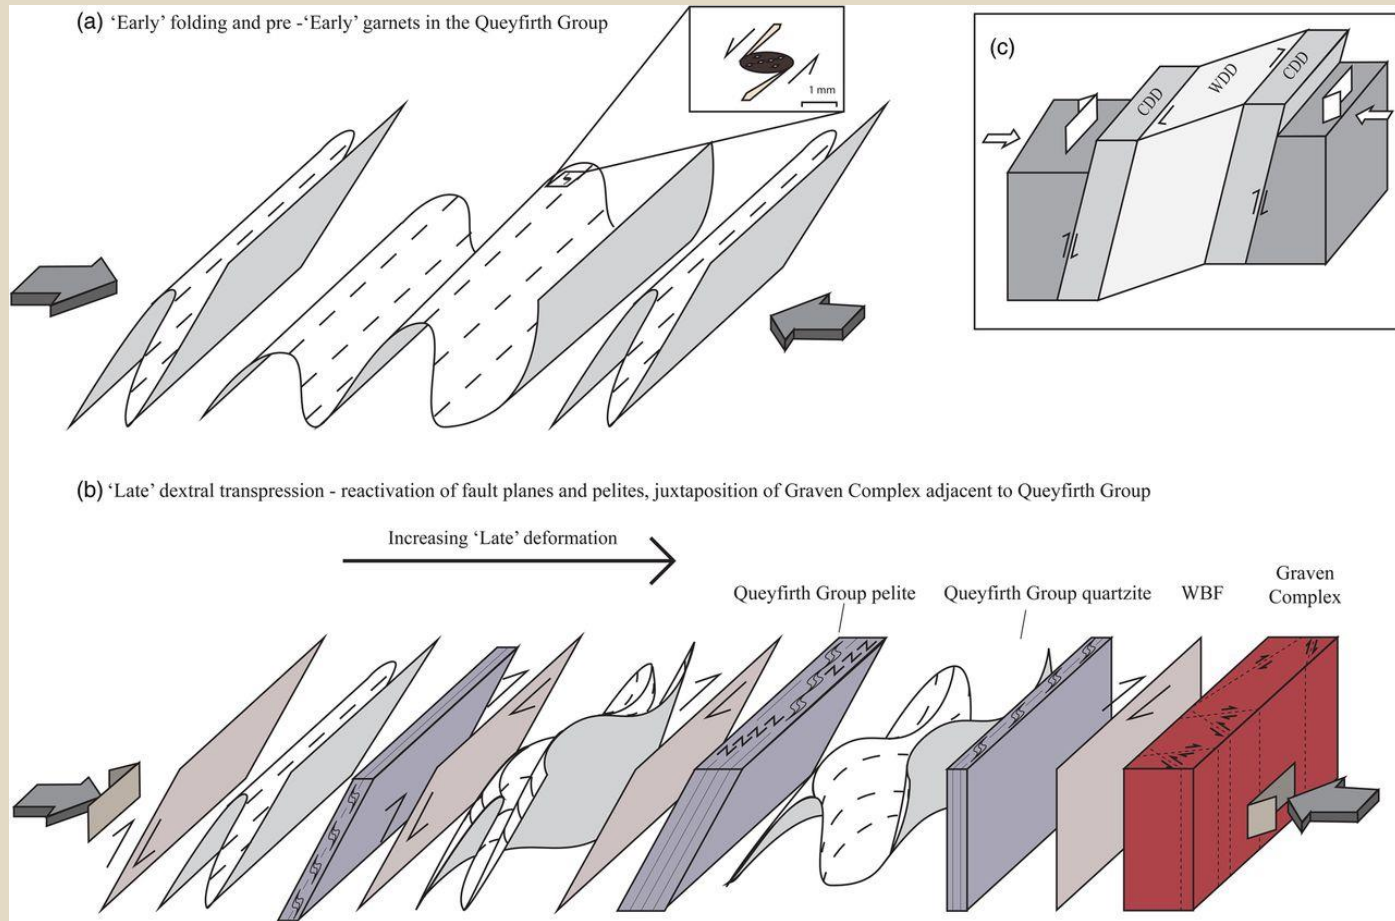 (a) ‘Early’ folding and pre -‘Early’ garnets in the Queyfirth Group
1 mm
(c)
CDD
WDD
CDD
(b) ‘Late’ dextral transpression - reactivation of fault planes and pelites, juxtaposition of Graven Complex adjacent to Queyfirth Group
Increasing ‘Late’ deformation
Queyfirth Group pelite
Queyfirth Group quartzite
WBF
Graven
Complex